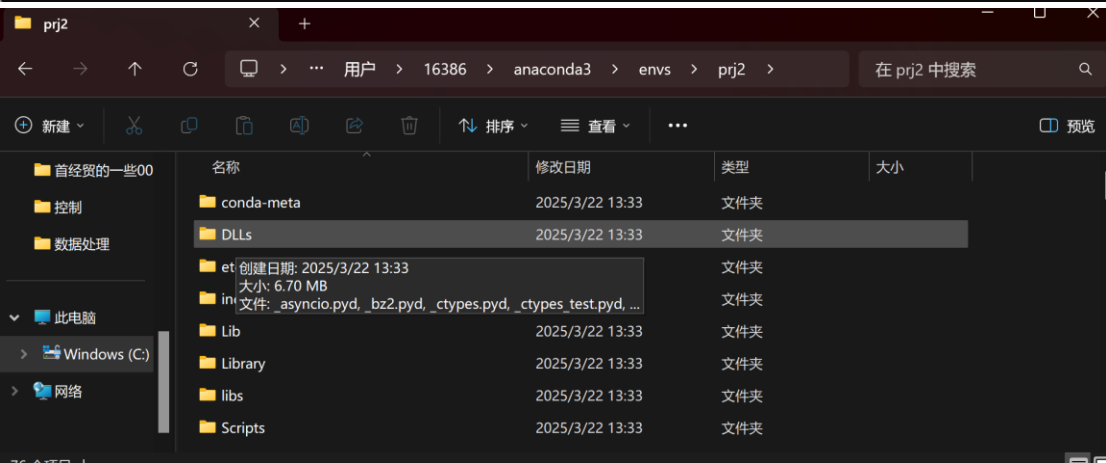 prj2
用户 > 16386 > anaconda3 > envs > prj2 >
在 prj2 中搜索
新建
排序
查看
预览
首经贸的一些00
控制
数据处理
此电脑
Windows (C:)
网络
名称 修改日期 类型 大小
conda-meta 2025/3/22 13:33 文件夹
DLLs 2025/3/22 13:33 文件夹
et 文件夹
创建日期: 2025/3/22 13:33
大小: 6.70 MB
文件: _asyncio.pyd, _bz2.pyd, _ctypes.pyd, _ctypes_test.pyd, ...
文件夹
Lib 2025/3/22 13:33 文件夹
Library 2025/3/22 13:33 文件夹
libs 2025/3/22 13:33 文件夹
Scripts 2025/3/22 13:33 文件夹